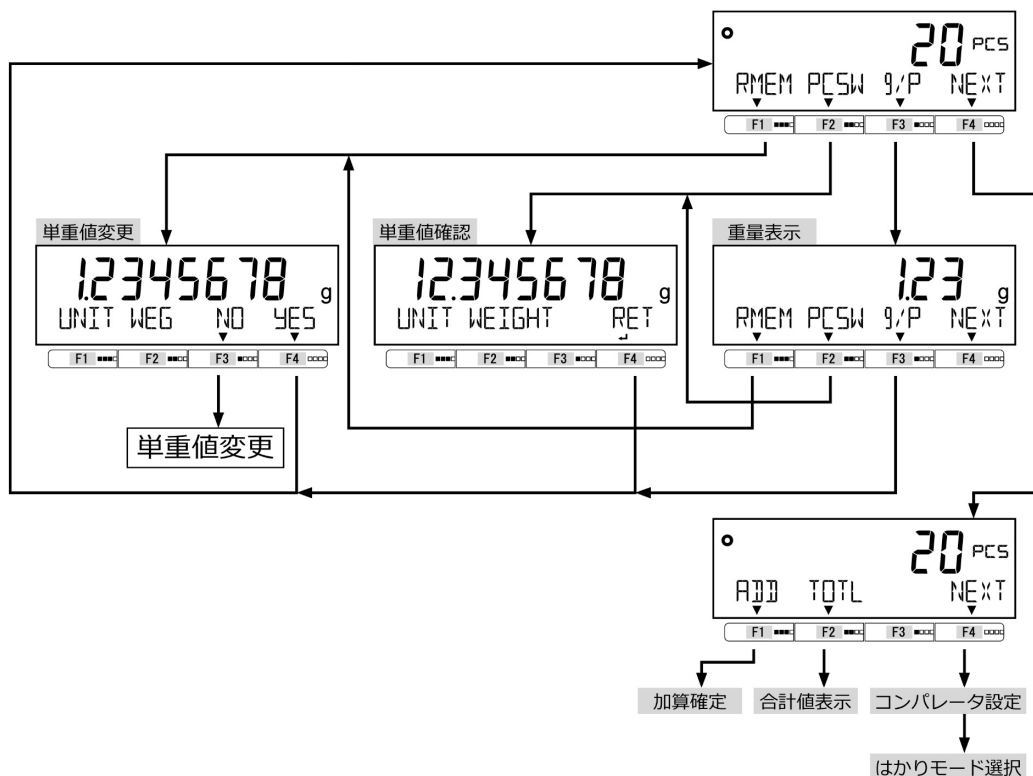 20 PCS
RMEM PCSW g/P NEXT
F1 F2 F3 F4
単重値変更
1.2345678 g
UNIT WEG NO YES
F1 F2 F3 F4
単重値確認
12.345678 g
UNIT WEIGHT RET
F1 F2 F3 F4
重量表示
1.23 g
RMEM PCSW g/P NEXT
F1 F2 F3 F4
単重値変更
20 PCS
ADD TOTL NEXT
F1 F2 F3 F4
加算確定 合計値表示 コンパレータ設定
はかりモード選択